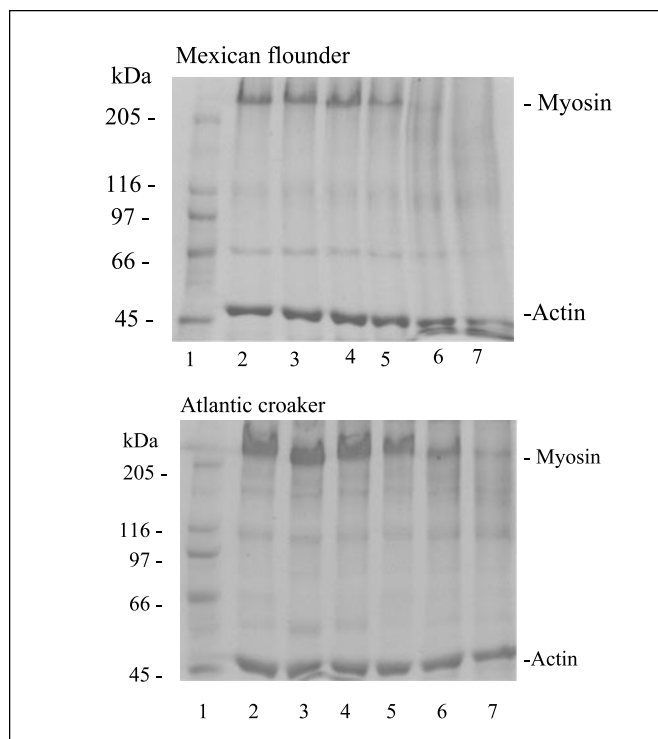 Mexican flounder
kDa
205 -
- Myosin
116 -
97 -
66 -
45 -
-Actin
1 2 3 4 5 6 7
Atlantic croaker
kDa
205 -
- Myosin
116 -
97 -
66 -
45 -
-Actin
1 2 3 4 5 6 7